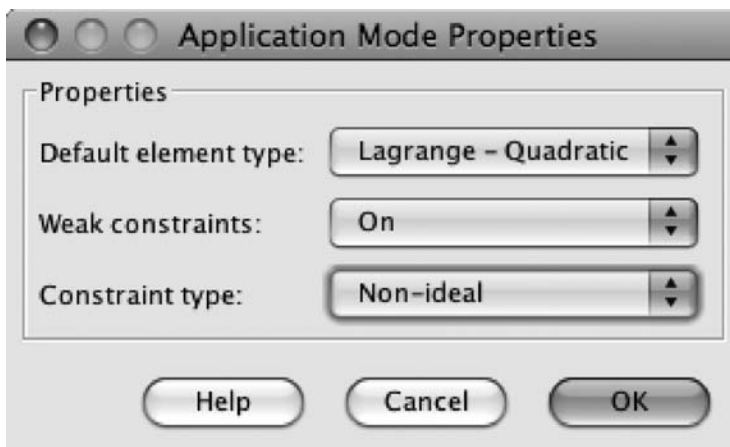 Application Mode Properties
Properties
Default element type: Lagrange – Quadratic
Weak constraints: On
Constraint type: Non-ideal
Help Cancel OK